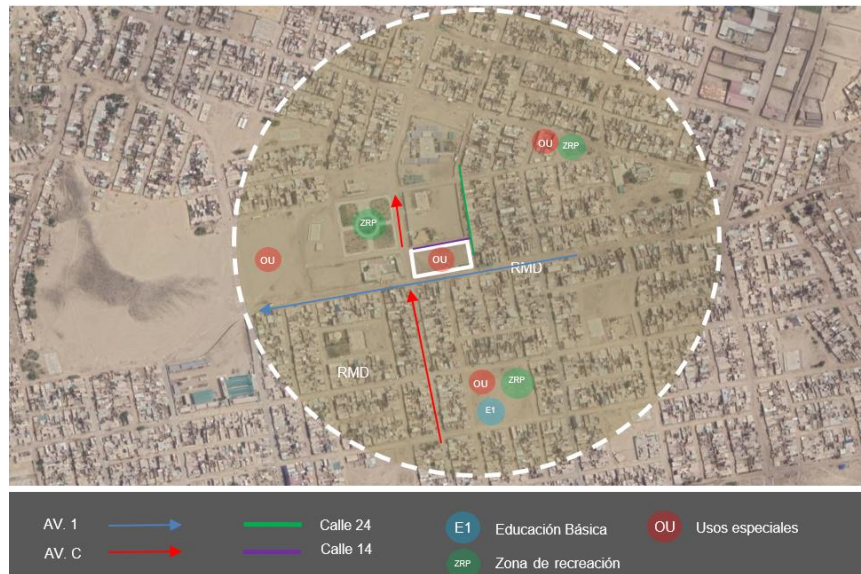 OU
ZRP
ZRP
OU
OU
RMD
RMD
OU
ZRP
E1
AV. 1
Calle 24
E1
Educación Básica
OU
Usos especiales
AV. C
Calle 14
ZRP
Zona de recreación